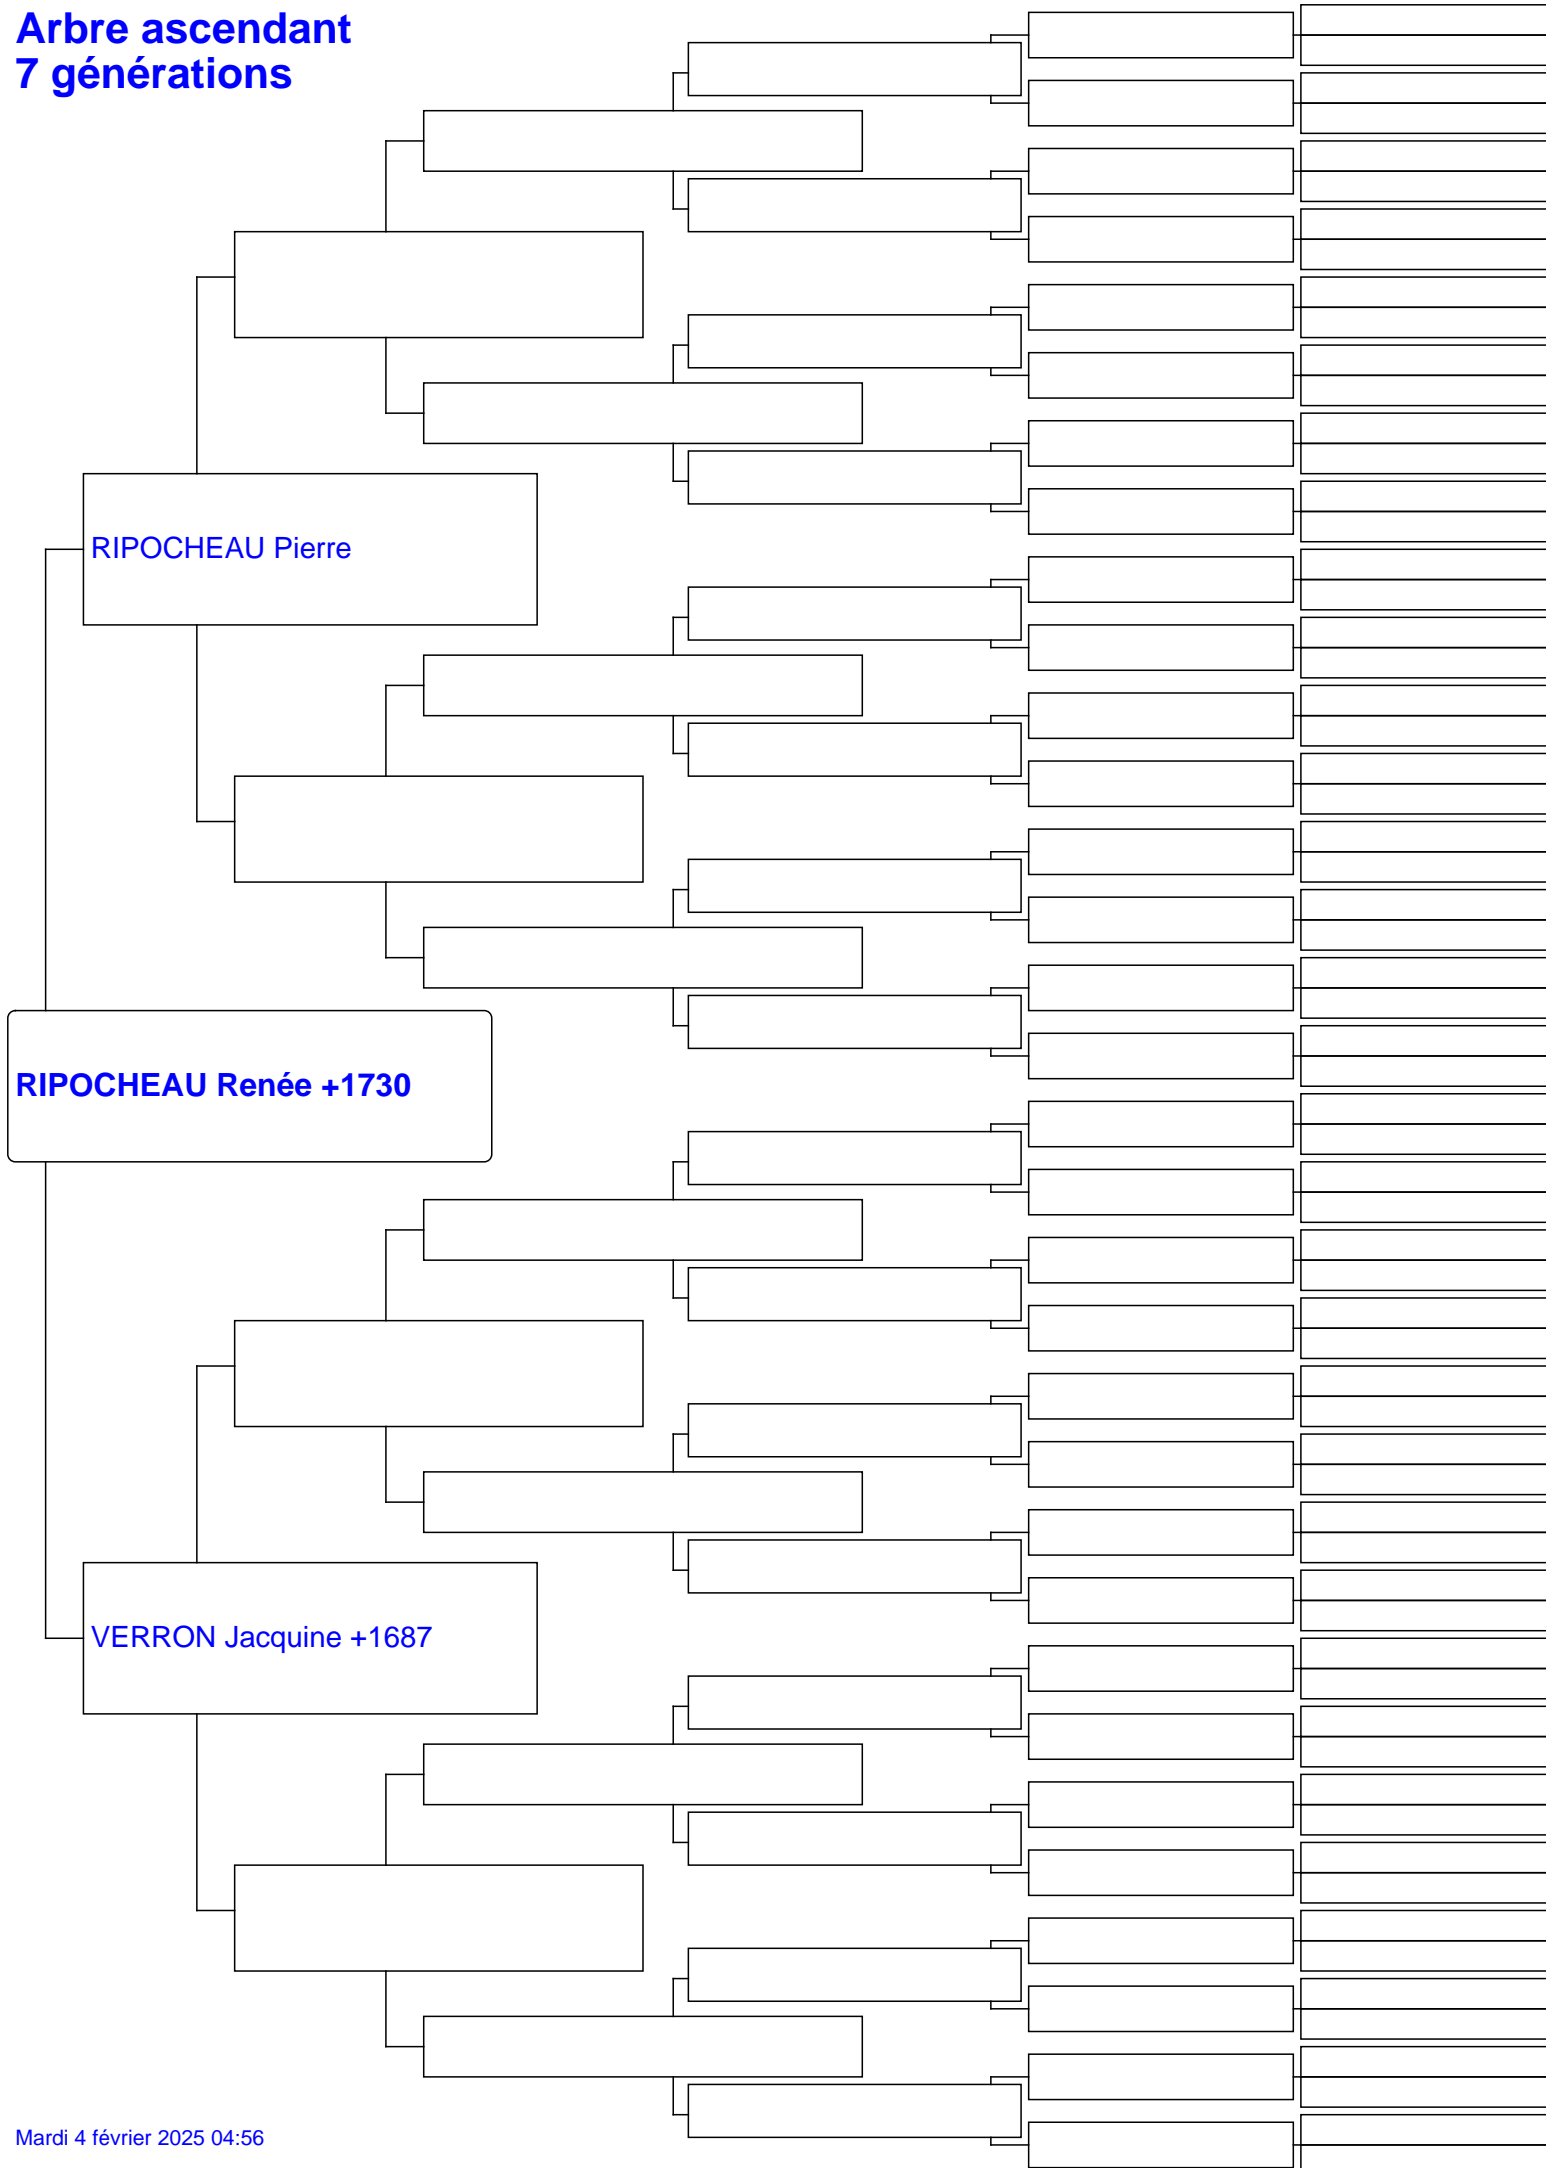 Arbre ascendant
7 générations
RIPOCHEAU Pierre
RIPOCHEAU Renée +1730
VERRON Jacquine +1687
Mardi 4 février 2025 04:56